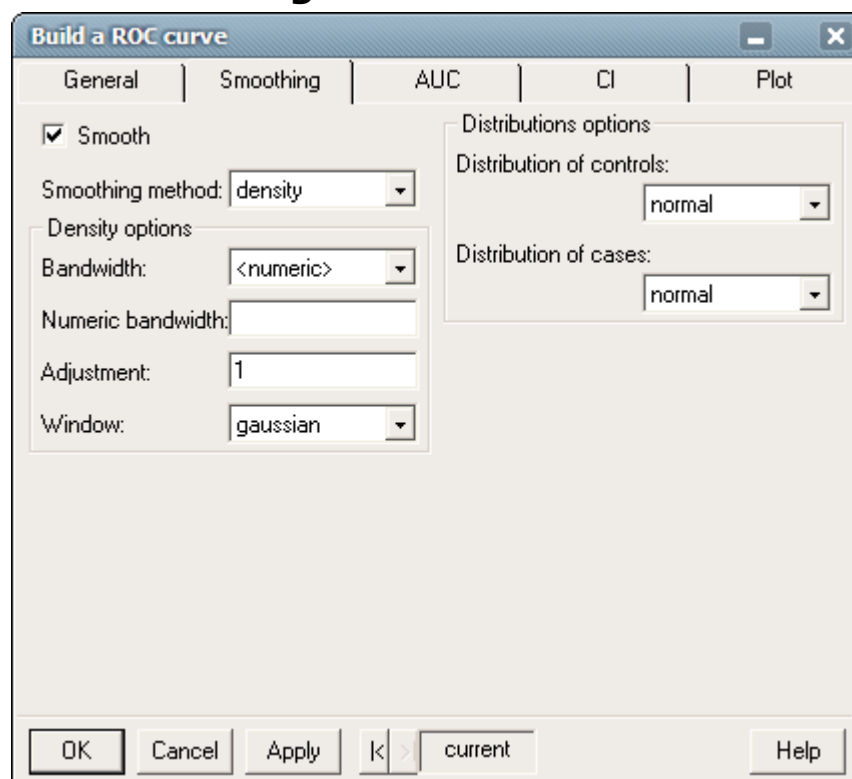 Build a ROC curve
General Smoothing AUC CI Plot
Smooth
Smoothing method: density
Density options
Bandwidth: <numeric>
Numeric bandwidth:
Adjustment: 1
Window: gaussian
Distributions options
Distribution of controls:
normal
Distribution of cases:
normal
OK Cancel Apply |< >| current Help